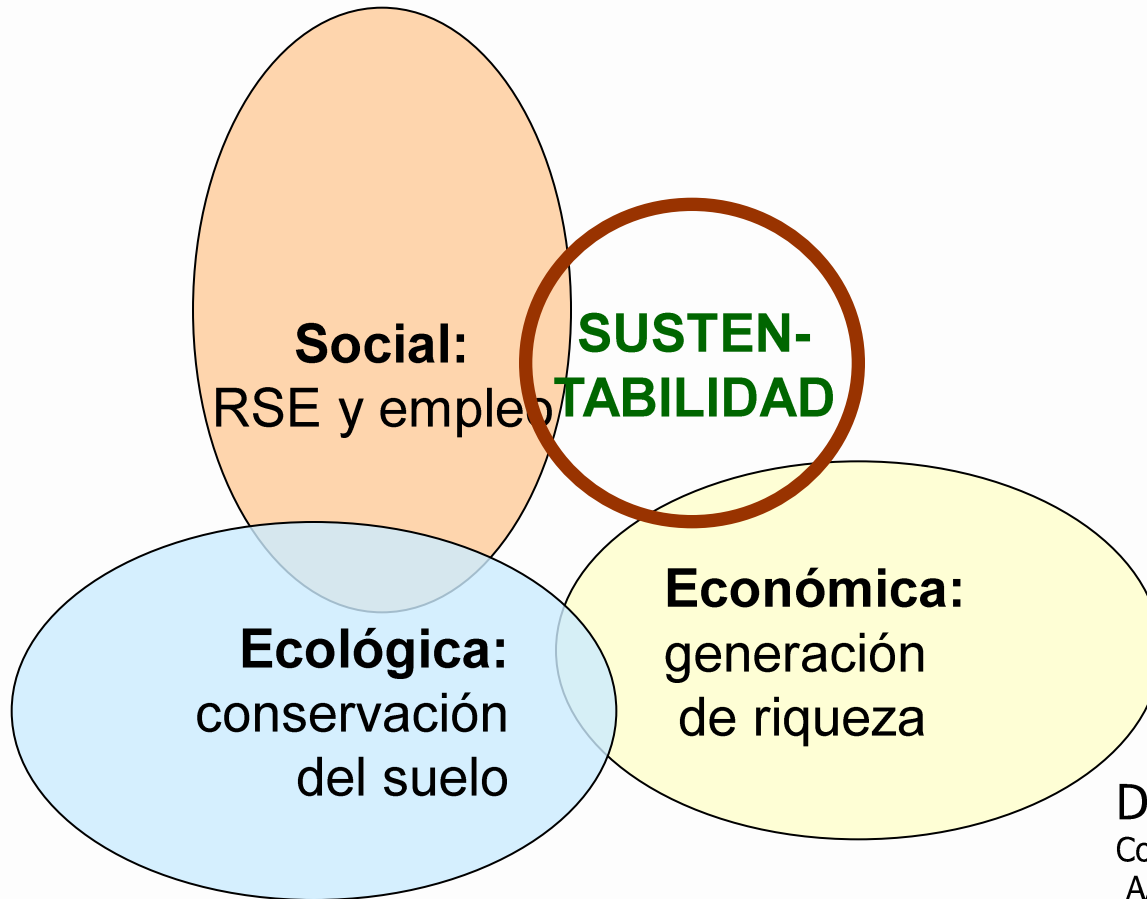 Social:
RSE y empleo
SUSTEN-
TABILIDAD
Ecológica:
conservación
del suelo
Económica:
generación
de riqueza